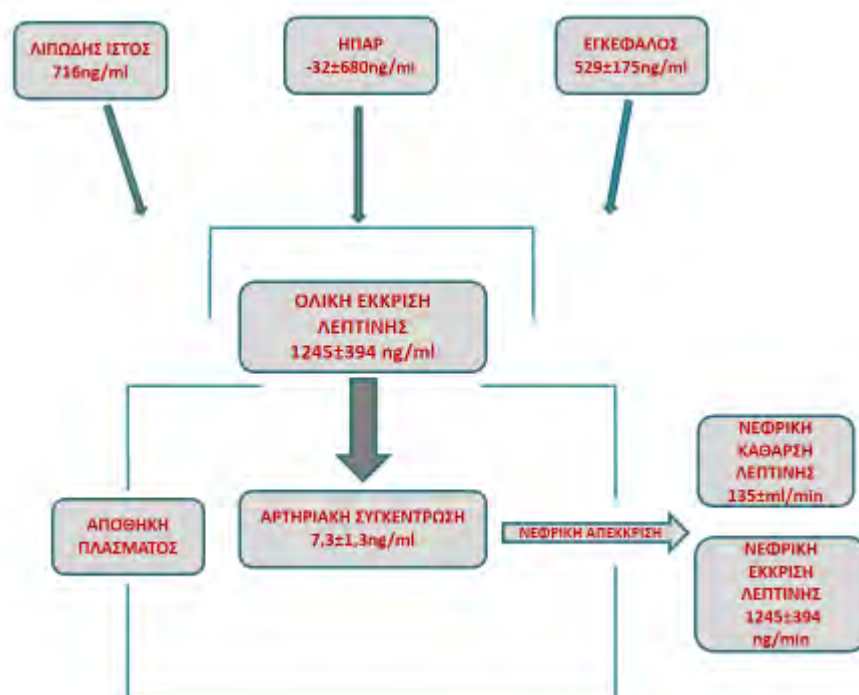 ΛΙΠΩΔΗΣ ΙΣΤΟΣ
716ng/ml
ΗΠΑΡ
-32±680ng/ml
ΕΓΚΕΦΑΛΟΣ
529±175ng/ml
ΟΛΙΚΗ ΕΚΚΡΙΣΗ
ΛΕΠΤΙΝΗΣ
1245±394 ng/ml
ΑΠΟΘΗΚΗ
ΠΛΑΣΜΑΤΟΣ
ΑΡΤΗΡΙΑΚΗ ΣΥΓΚΕΝΤΡΩΣΗ
7,3±1,3ng/ml
ΝΕΦΡΙΚΗ ΑΠΕΚΚΡΙΣΗ
ΝΕΦΡΙΚΗ
ΚΑΘΑΡΣΗ
ΛΕΠΤΙΝΗΣ
135±ml/min
ΝΕΦΡΙΚΗ
ΕΚΚΡΙΣΗ
ΛΕΠΤΙΝΗΣ
1245±394
ng/min